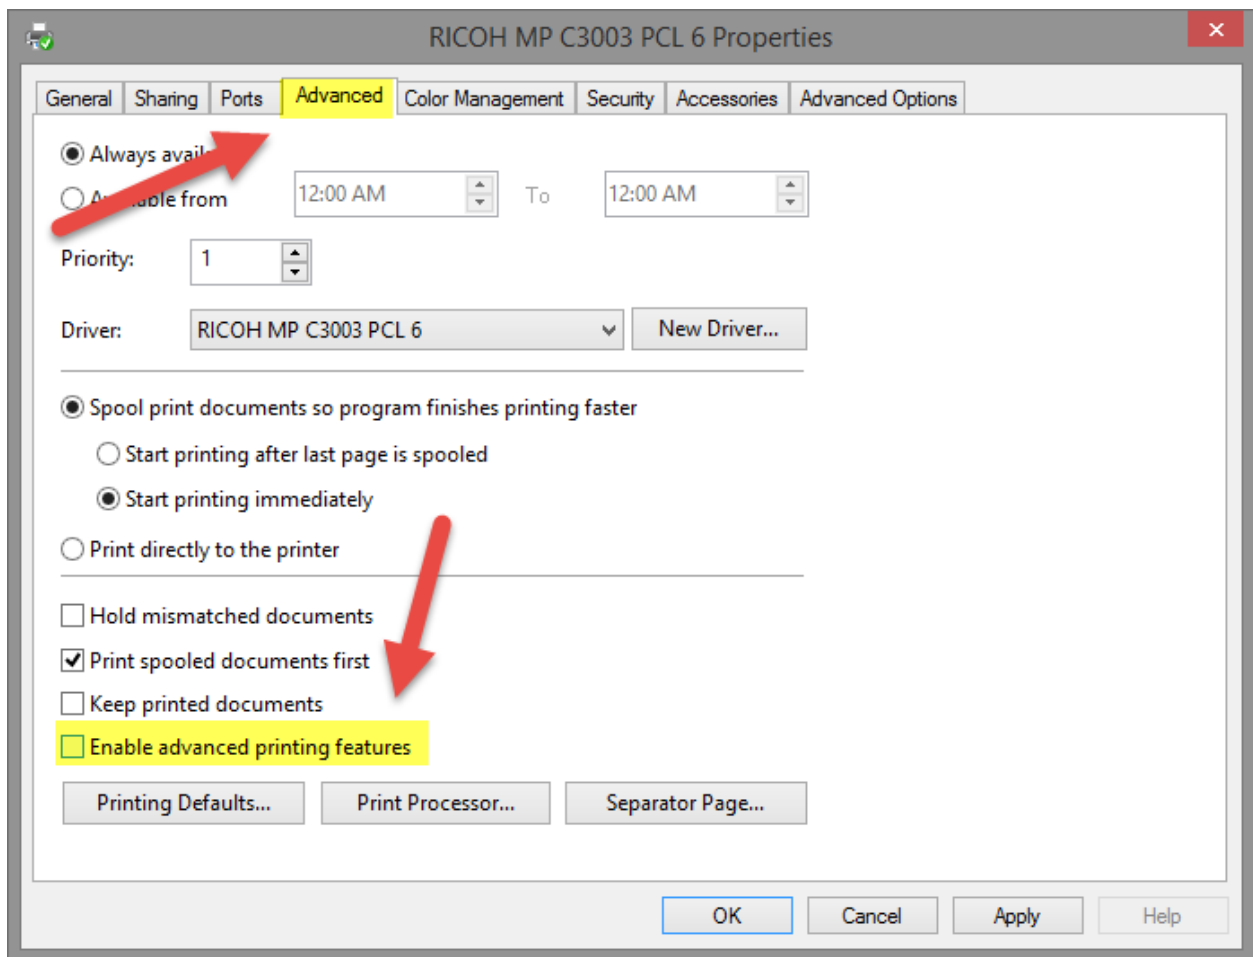 RICOH MP C3003 PCL 6 Properties
General Sharing Ports Advanced Color Management Security Accessories Advanced Options
Always avail
from 12:00 AM To 12:00 AM
Priority: 1
Driver: RICOH MP C3003 PCL 6 New Driver...
Spool print documents so program finishes printing faster
Start printing after last page is spooled
Start printing immediately
Print directly to the printer
Hold mismatched documents
Print spooled documents first
Keep printed documents
Enable advanced printing features
Printing Defaults... Print Processor... Separator Page...
OK Cancel Apply Help